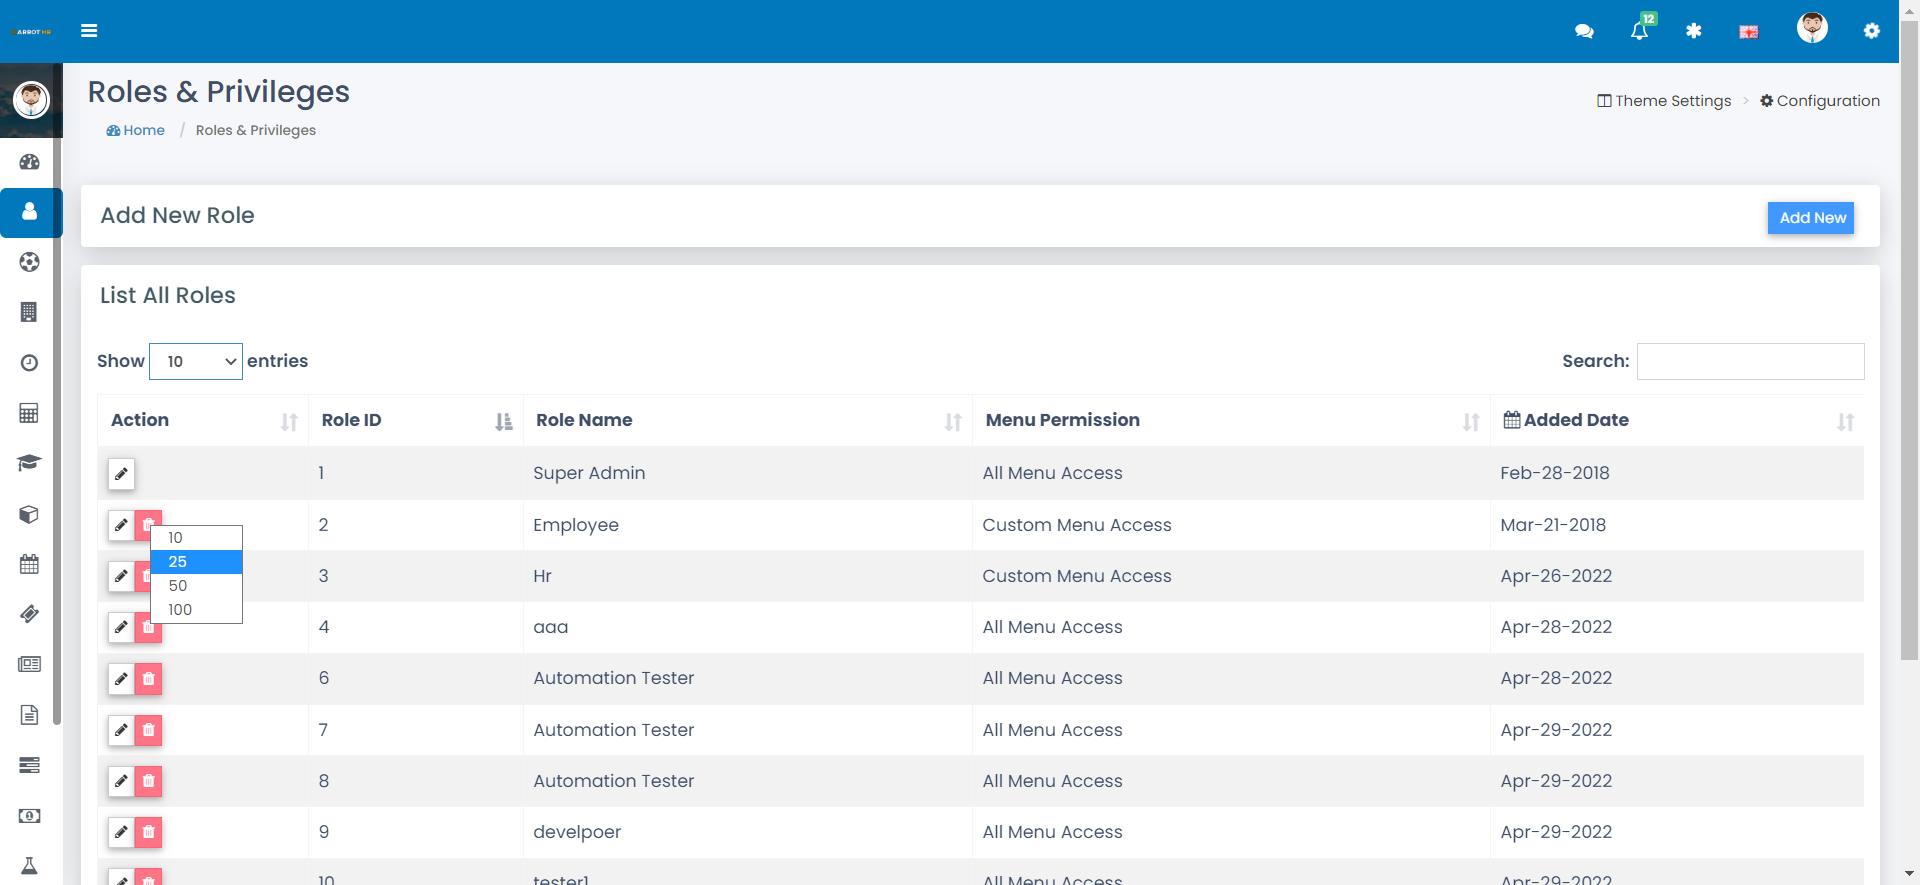 ARBOT HR
12
Roles & Privileges
Theme Settings > Configuration
Home / Roles & Privileges
Add New Role
Add New
List All Roles
Show 10 entries
Search:
Action Role ID Role Name Menu Permission Added Date
1 Super Admin All Menu Access Feb-28-2018
2 Employee Custom Menu Access Mar-21-2018
10
25
50
100
3 Hr Custom Menu Access Apr-26-2022
4 aaa All Menu Access Apr-28-2022
6 Automation Tester All Menu Access Apr-28-2022
7 Automation Tester All Menu Access Apr-29-2022
8 Automation Tester All Menu Access Apr-29-2022
9 develpoer All Menu Access Apr-29-2022
10 tester1 All Menu Access Apr-29-2022